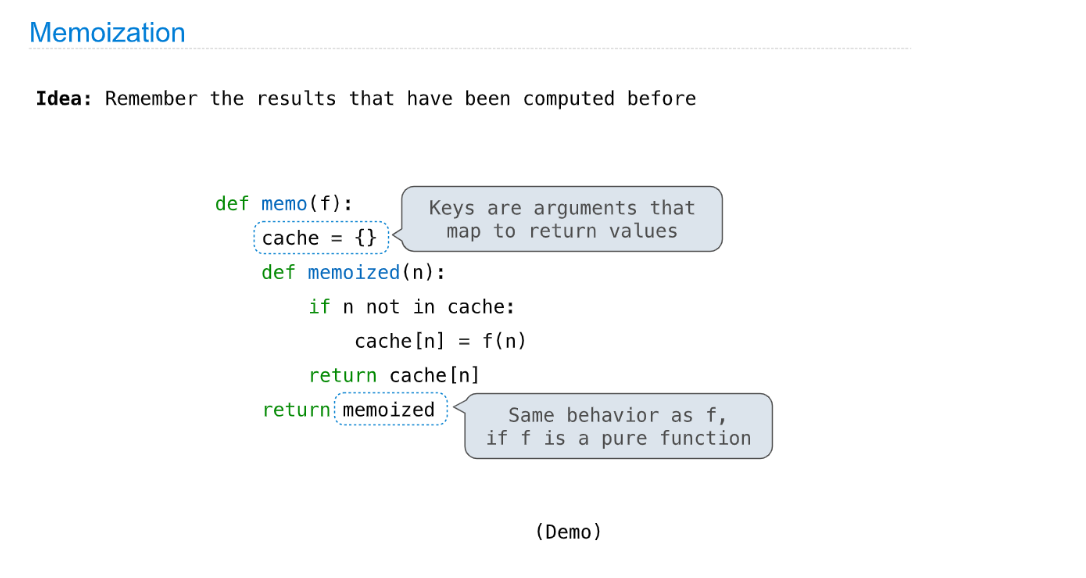 Memoization
Idea: Remember the results that have been computed before
def memo(f):
Keys are arguments that
map to return values
    cache = {}
    def memoized(n):
        if n not in cache:
            cache[n] = f(n)
        return cache[n]
    return memoized
Same behavior as f,
if f is a pure function
(Demo)